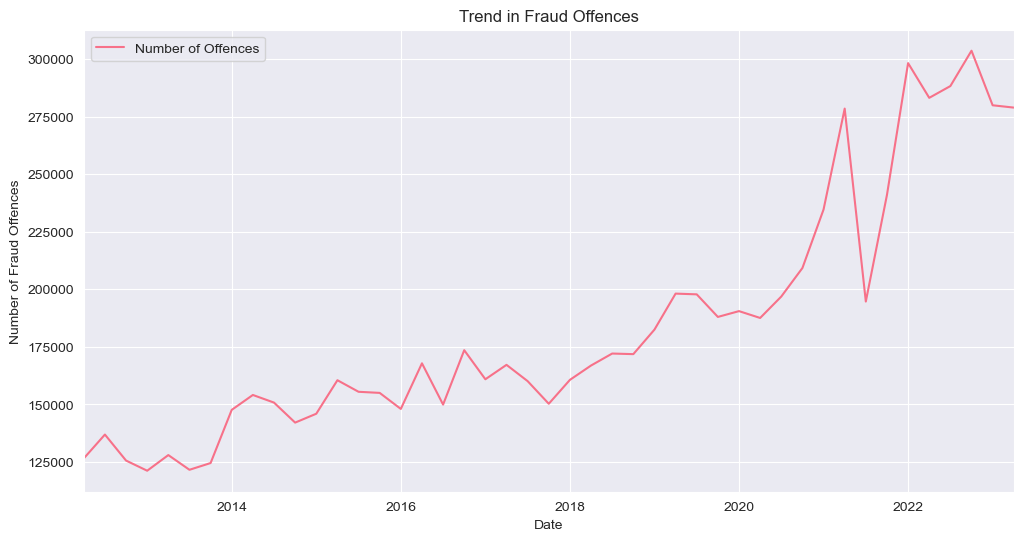 Trend in Fraud Offences
Number of Offences
300000
275000
250000
225000
200000
175000
150000
125000
Number of Fraud Offences
2014 2016 2018 2020 2022
Date